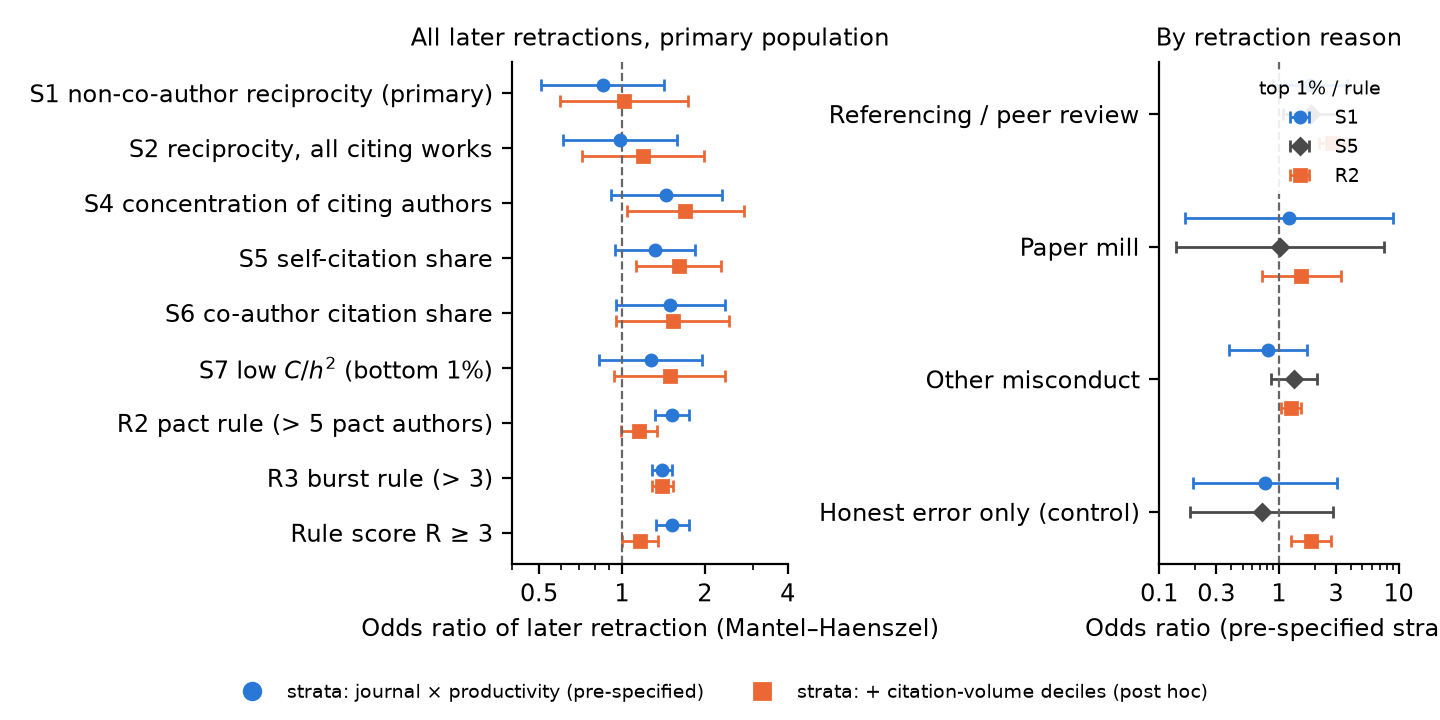 All later retractions, primary population
S1 non-co-author reciprocity (primary)
S2 reciprocity, all citing works
S4 concentration of citing authors
S5 self-citation share
S6 co-author citation share
S7 low C/h² (bottom 1%)
R2 pact rule (> 5 pact authors)
R3 burst rule (> 3)
Rule score R ≥ 3
0.5 1 2 4
Odds ratio of later retraction (Mantel–Haenszel)
By retraction reason
top 1% / rule
S1
S5
R2
Referencing / peer review
Paper mill
Other misconduct
Honest error only (control)
0.1 0.3 1 3 10
Odds ratio (pre-specified stra
strata: journal × productivity (pre-specified)
strata: + citation-volume deciles (post hoc)